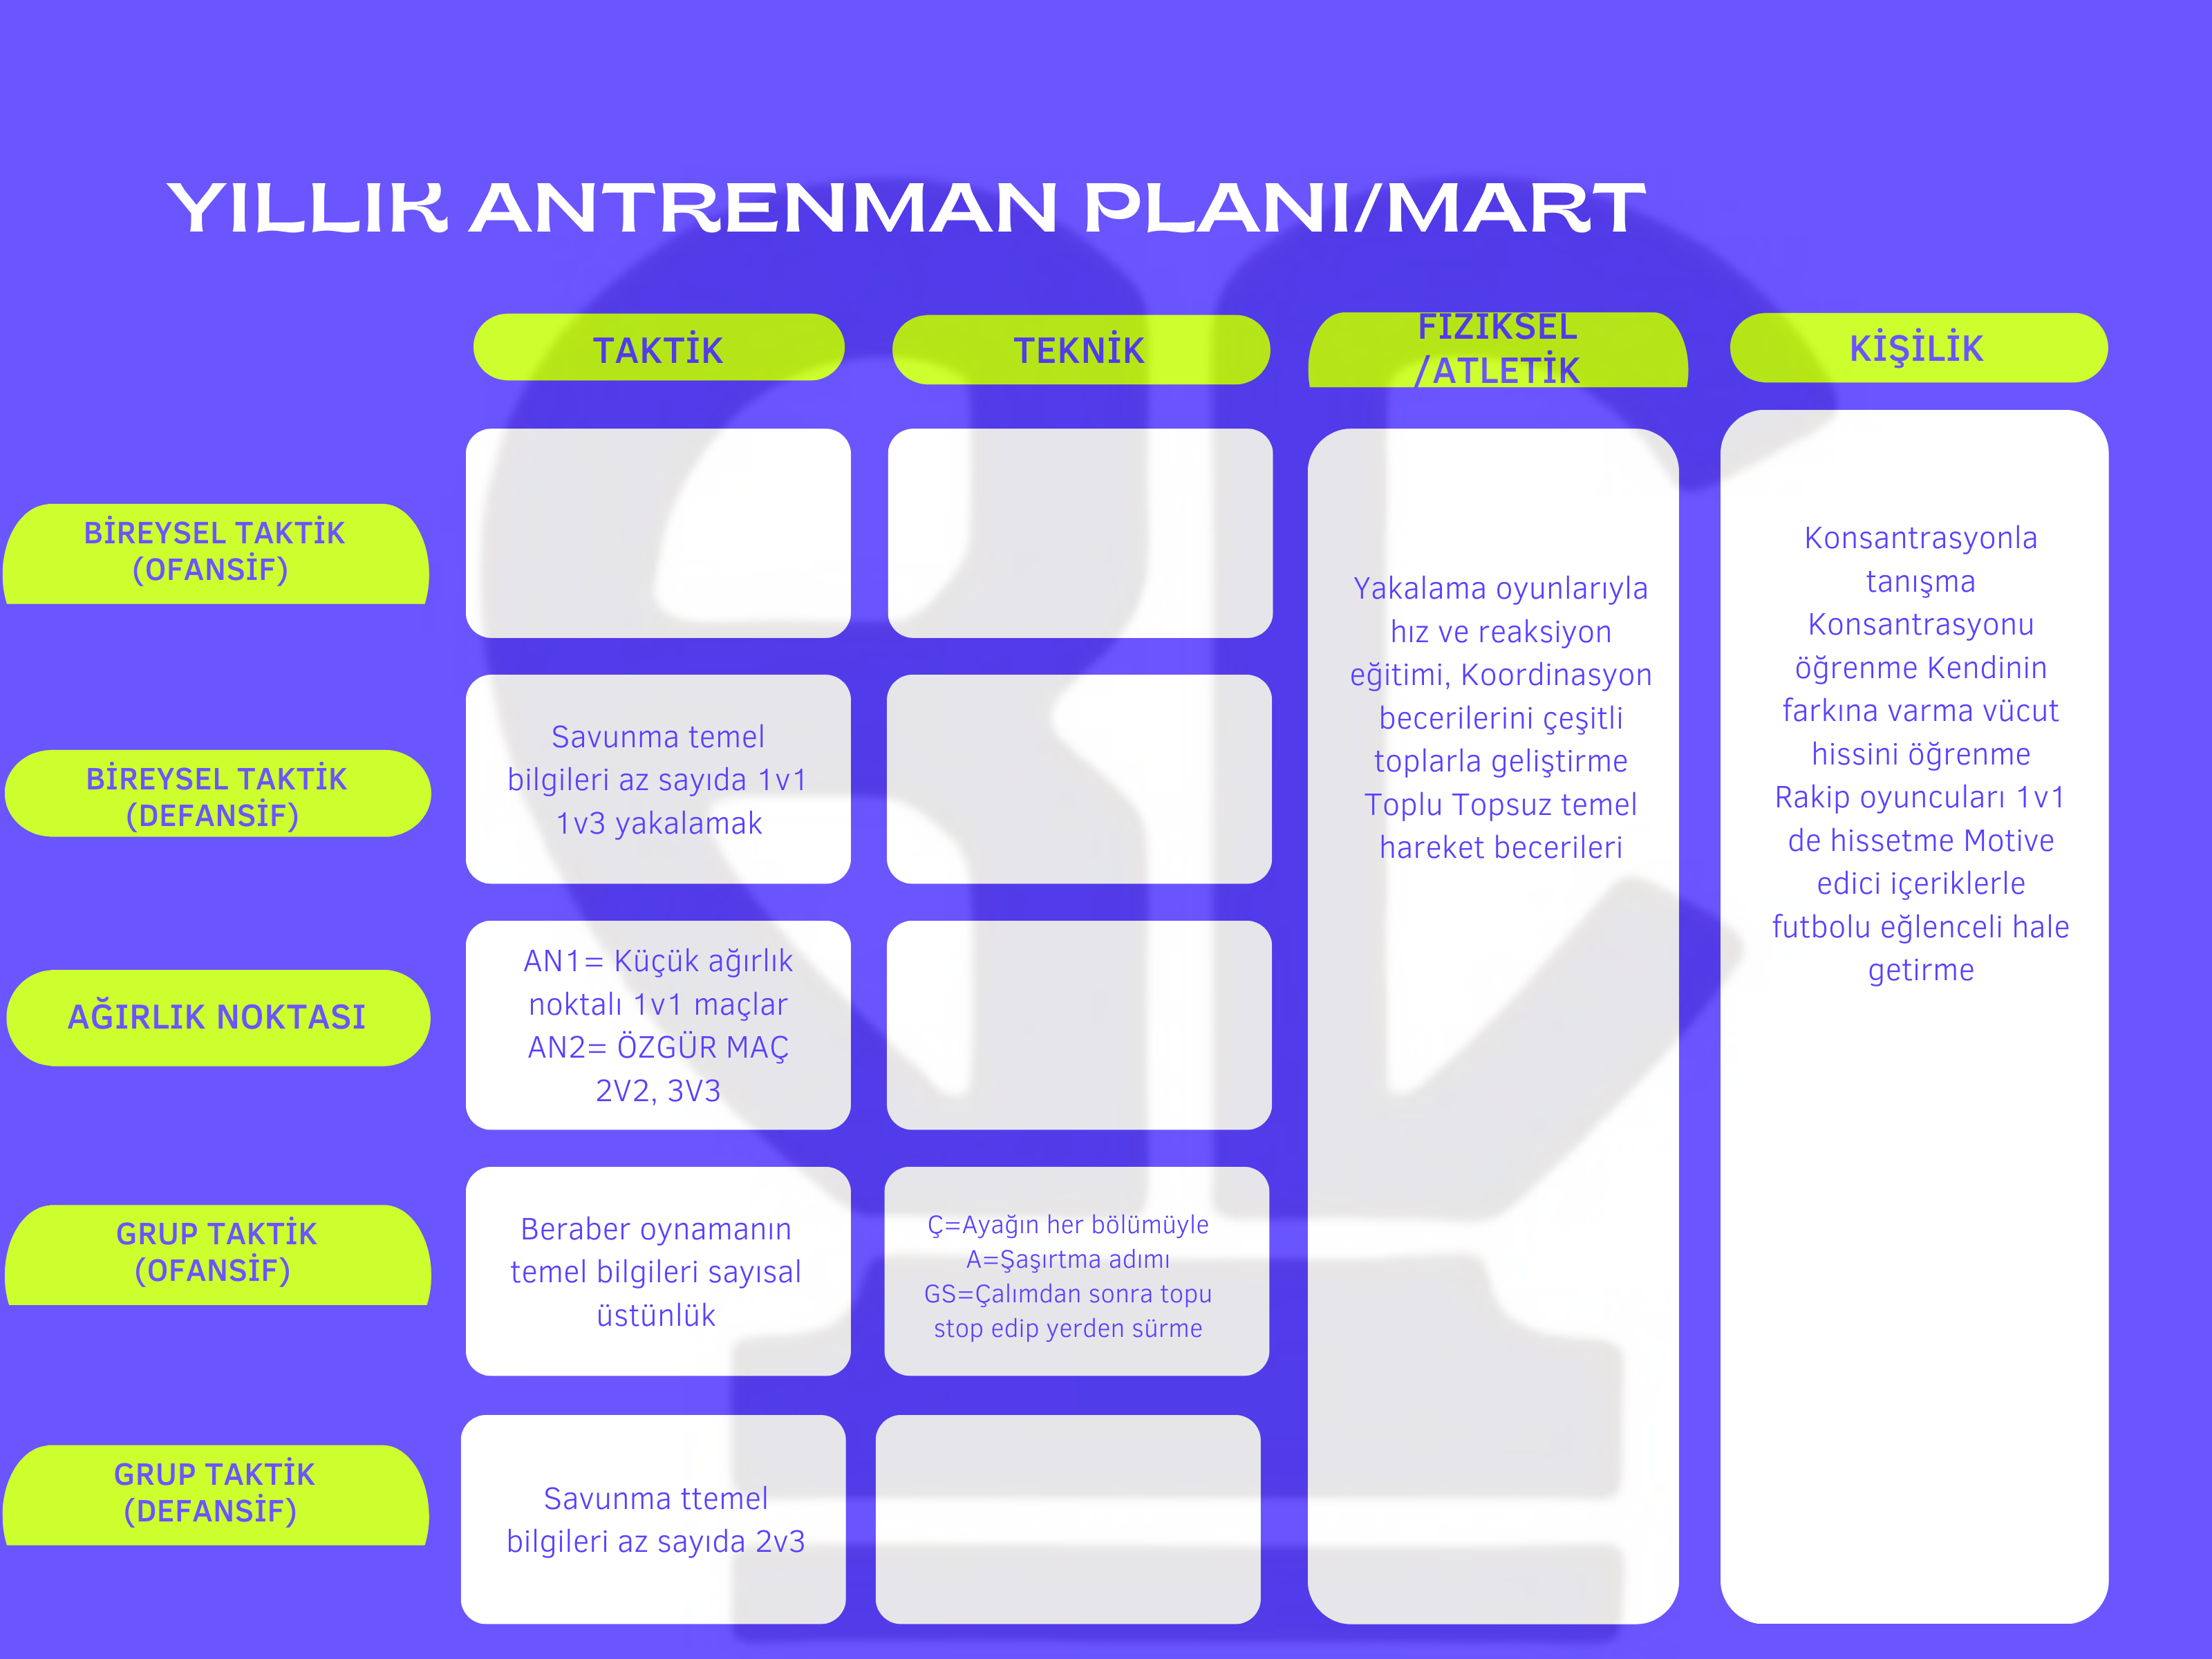 YILLIK ANTRENMAN PLANI/MART
TAKTİK
TEKNİK
FİZİKSEL
/ATLETİK
KİŞİLİK
BİREYSEL TAKTİK
(OFANSİF)
BİREYSEL TAKTİK
(DEFANSİF)
Savunma temel
bilgileri az sayıda 1v1
1v3 yakalamak
AĞIRLIK NOKTASI
AN1= Küçük ağırlık
noktalı 1v1 maçlar
AN2= ÖZGÜR MAÇ
2V2, 3V3
GRUP TAKTİK
(OFANSİF)
Beraber oynamanın
temel bilgileri sayısal
üstünlük
Ç=Ayağın her bölümüyle
A=Şaşırtma adımı
GS=Çalımdan sonra topu
stop edip yerden sürme
GRUP TAKTİK
(DEFANSİF)
Savunma ttemel
bilgileri az sayıda 2v3
Yakalama oyunlarıyla
hız ve reaksiyon
eğitimi, Koordinasyon
becerilerini çeşitli
toplarla geliştirme
Toplu Topsuz temel
hareket becerileri
Konsantrasyonla
tanışma
Konsantrasyonu
öğrenme Kendinin
farkına varma vücut
hissini öğrenme
Rakip oyuncuları 1v1
de hissetme Motive
edici içeriklerle
futbolu eğlenceli hale
getirme